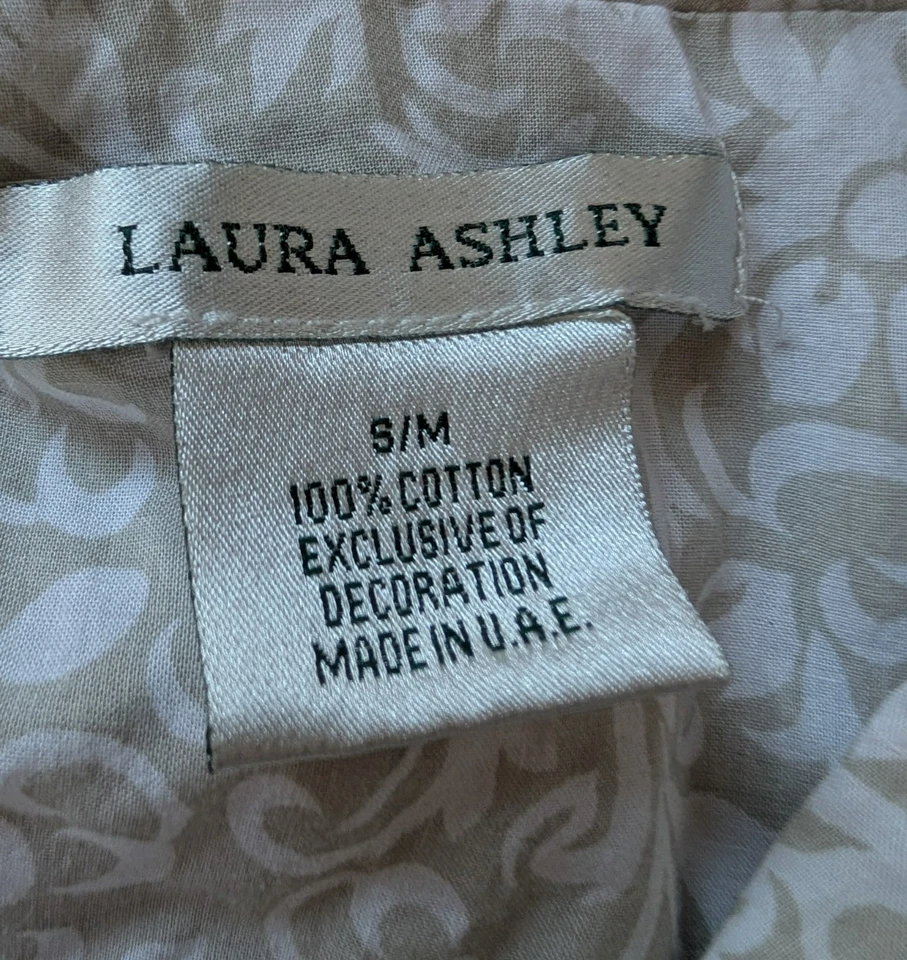 LAURA ASHLEY
S/M
100% COTTON
EXCLUSIVE OF
DECORATION
MADE IN U.A.E.